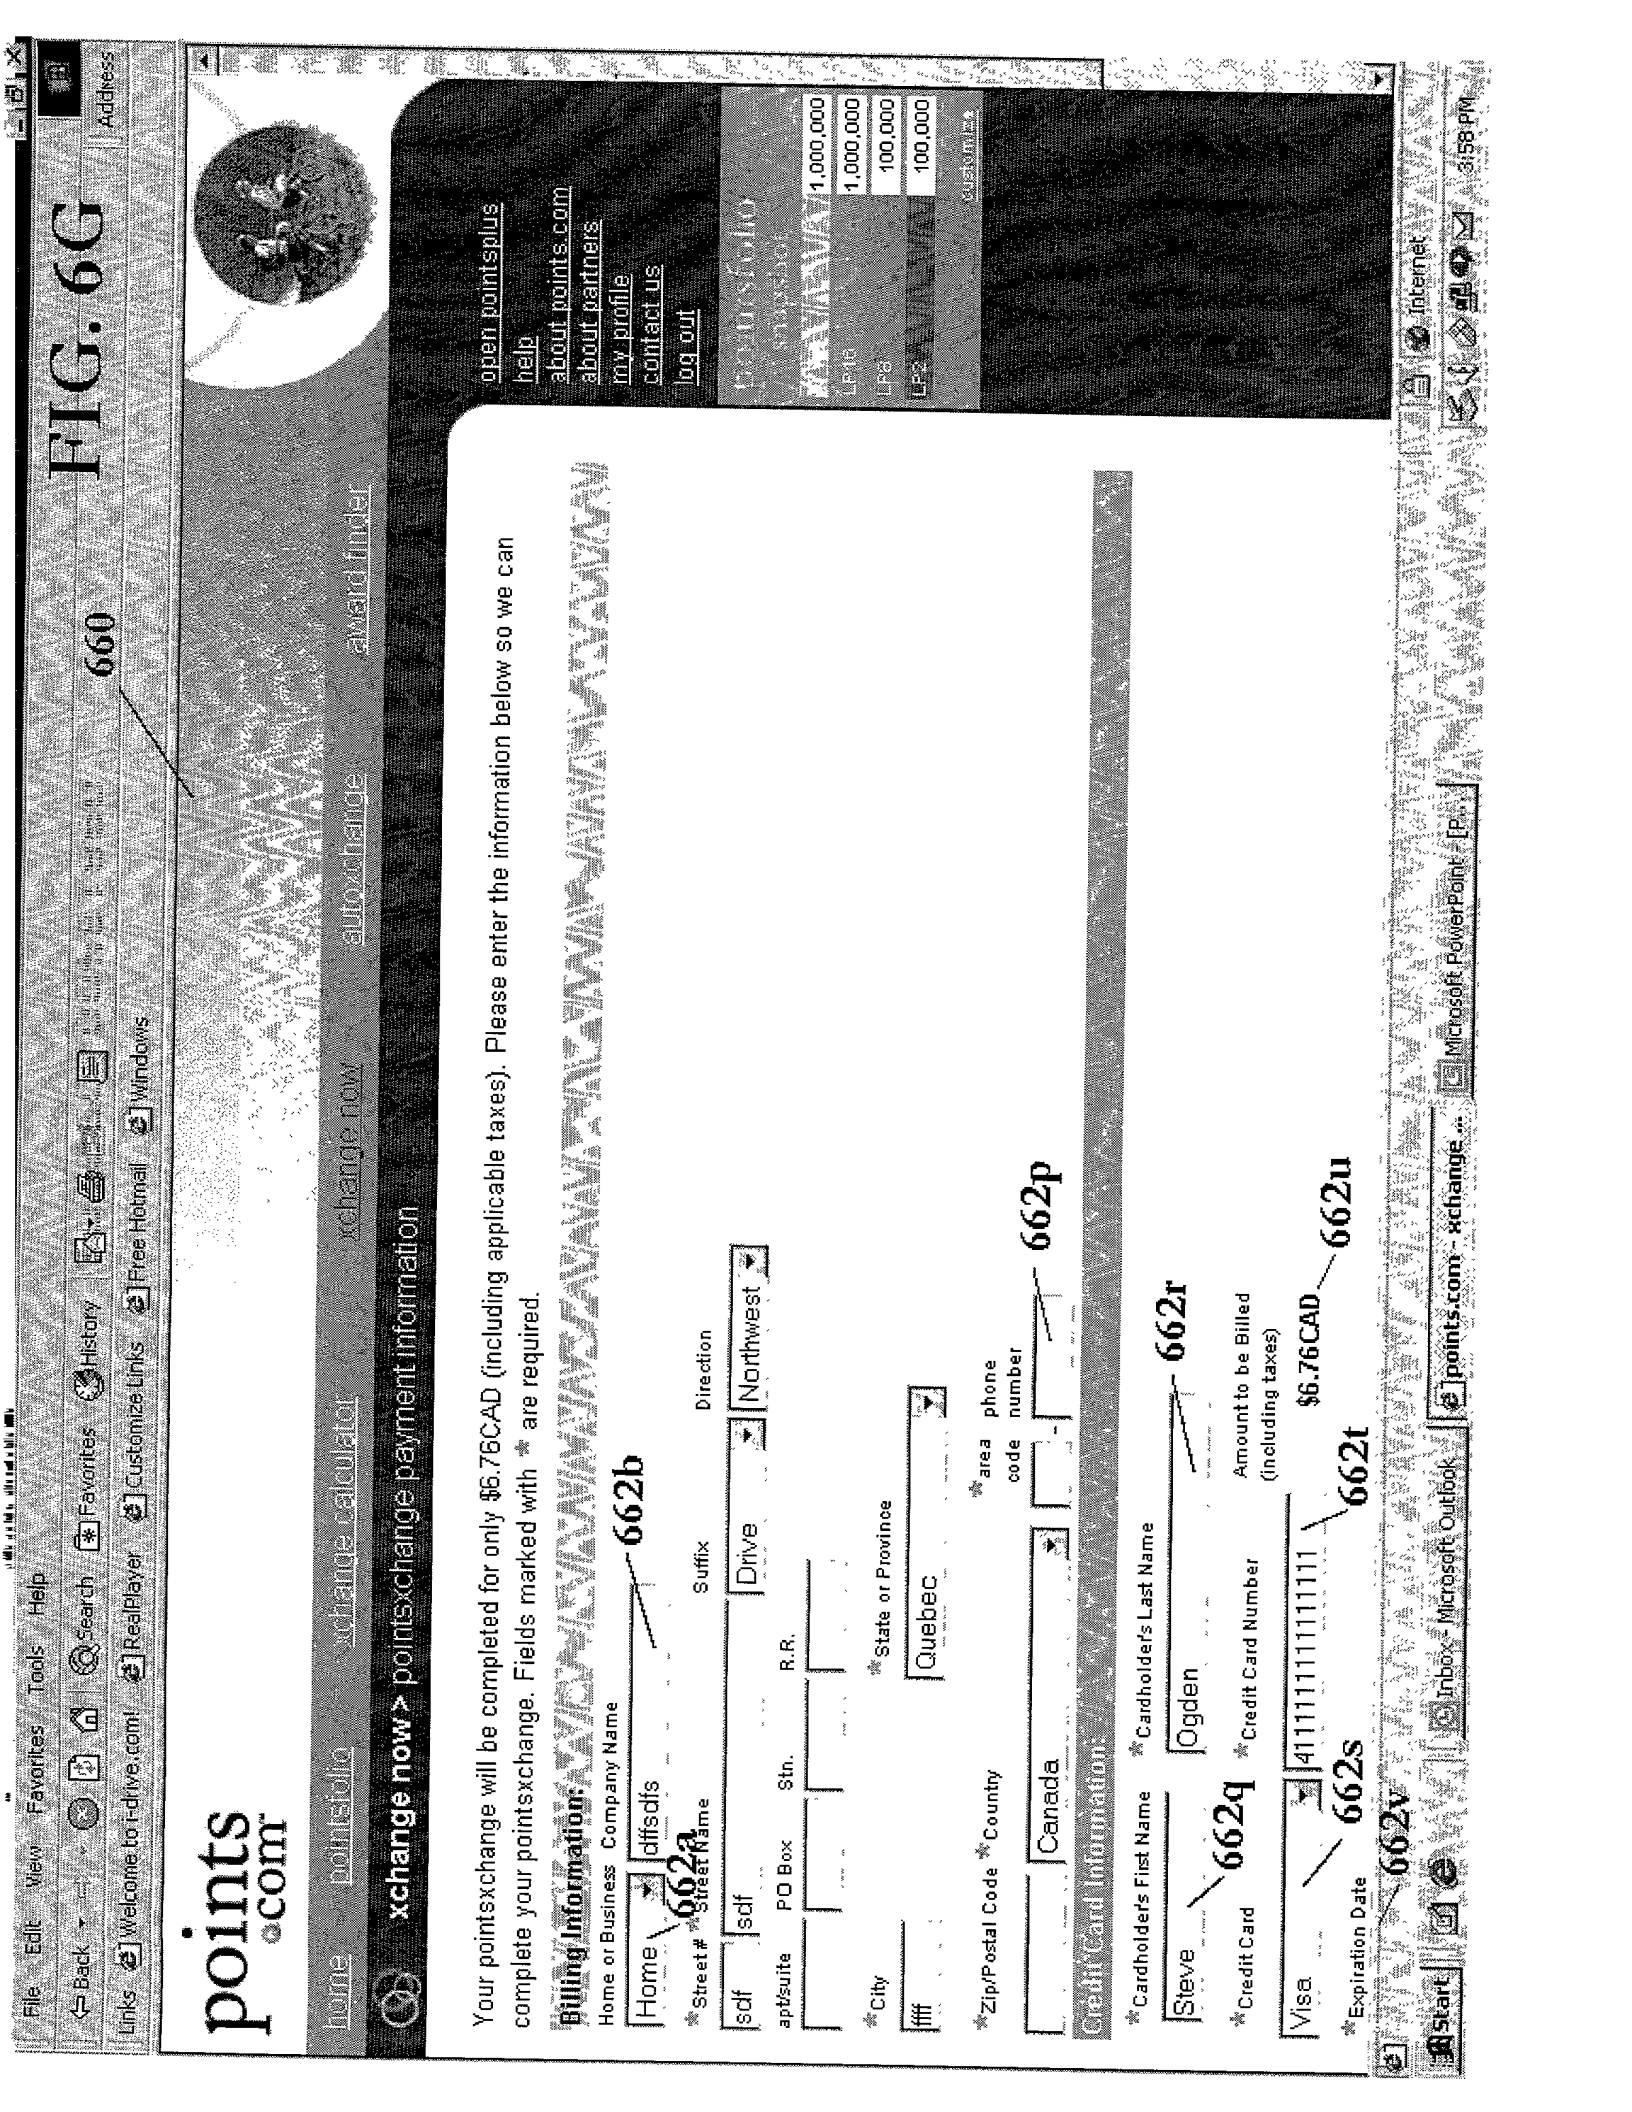 FIG. 6G
File Edit View Favorites Tools Help
Back Search Favorites History
Address
Links Welcome to i-drive.com! RealPlayer Customize Links Free Hotmail Windows
660
points
.com™
home pointsfolio xchange calculator xchange now autoxchange award finder
xchange now > pointsxchange payment information
open pointsplus
help
about points.com
about partners
my profile
contact us
log out
pointsfolio
1,000,000
LP10 1,000,000
LP8 100,000
LP2 100,000
customize
Your pointsxchange will be completed for only $6.76CAD (including applicable taxes). Please enter the information below so we can
complete your pointsxchange. Fields marked with * are required.
Billing Information:
Home or Business Company Name
Home dffsdfs
662a 662b
*Street # *Street Name Suffix Direction
sdf sdf Drive Northwest
apt/suite PO Box Stn. R.R.
*City *State or Province
ffff Quebec
*Zip/Postal Code *Country *area code phone number
Canada -
662p
Credit Card Information:
*Cardholder's First Name *Cardholder's Last Name
Steve Ogden
662q 662r
*Credit Card *Credit Card Number Amount to be Billed
(including taxes)
Visa 4111111111111111 $6.76CAD
662s 662t 662u
*Expiration Date
662v
Internet
Start Inbox - Microsoft Outlook points.com - xchange ... Microsoft PowerPoint - [P... 3:58 PM